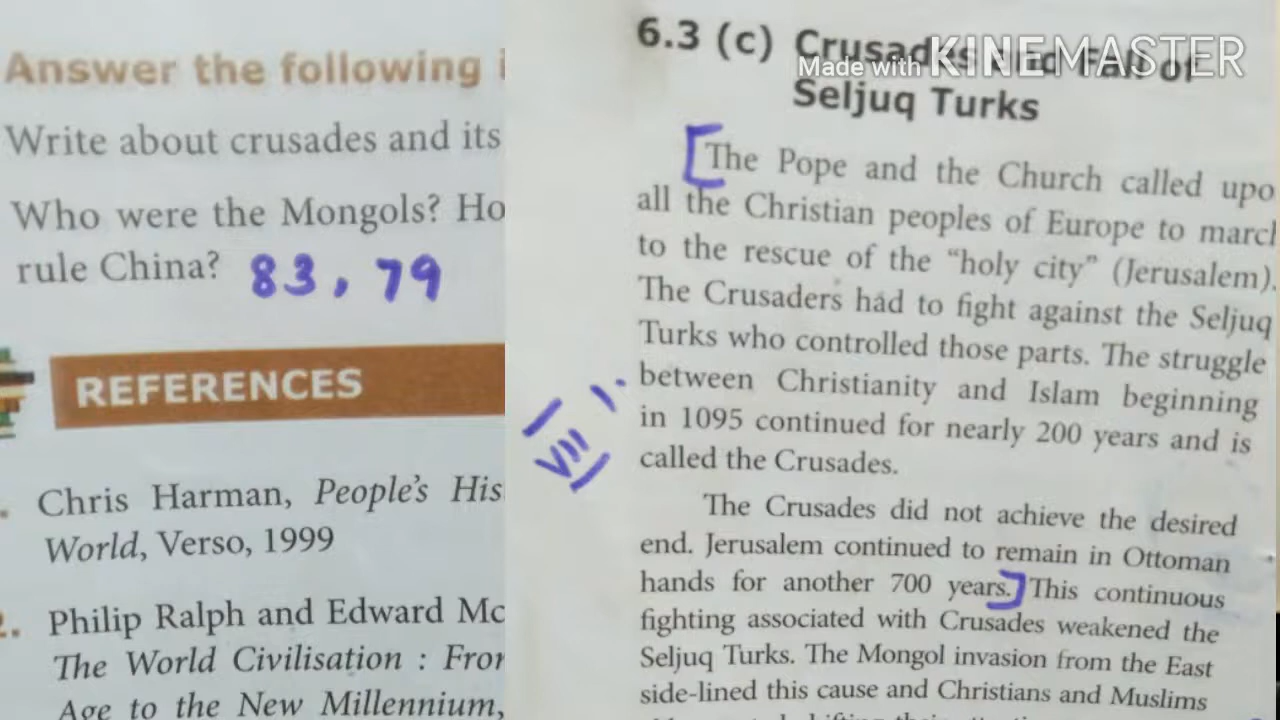 Answer the following i
Write about crusades and its
Who were the Mongols? Ho
rule China? 83, 79
REFERENCES
Chris Harman, People's His
World, Verso, 1999
2. Philip Ralph and Edward Mc
The World Civilisation : From
Age to the New Millennium,
Made with KINEMASTER
6.3 (c) Crusades and Fall of
Seljuq Turks
[The Pope and the Church called upo
all the Christian peoples of Europe to march
to the rescue of the “holy city” (Jerusalem).
The Crusaders had to fight against the Seljuq
Turks who controlled those parts. The struggle
between Christianity and Islam beginning
in 1095 continued for nearly 200 years and is
called the Crusades.
VII) 1.
The Crusades did not achieve the desired
end. Jerusalem continued to remain in Ottoman
hands for another 700 years.] This continuous
fighting associated with Crusades weakened the
Seljuq Turks. The Mongol invasion from the East
side-lined this cause and Christians and Muslims